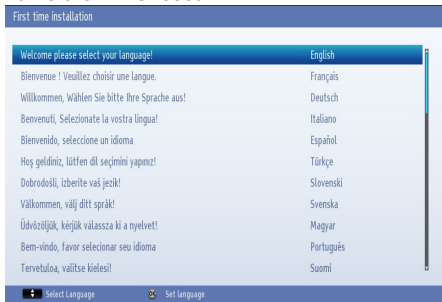 First time installation
Welcome please select your language! English
Bienvenue ! Veuillez choisir une langue. Français
Willkommen, Wählen Sie bitte Ihre Sprache aus! Deutsch
Benvenuti, Selezionate la vostra lingua! Italiano
Bienvenido, seleccione un idioma Español
Hoş geldiniz, lütfen dil seçimini yapınız! Türkçe
Dobrodošli, izberite vaš jezik! Slovenski
Välkommen, välj ditt språk! Svenska
Üdvözöljük, kérjük válassza ki a nyelvet! Magyar
Bem-vindo, favor selecionar seu idioma Português
Tervetuloa, valitse kielesi! Suomi
Select Language OK Set language